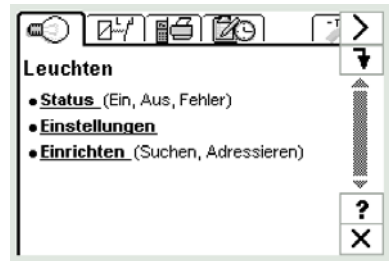 Leuchten
• Status (Ein, Aus, Fehler)
• Einstellungen
• Einrichten (Suchen, Adressieren)
?